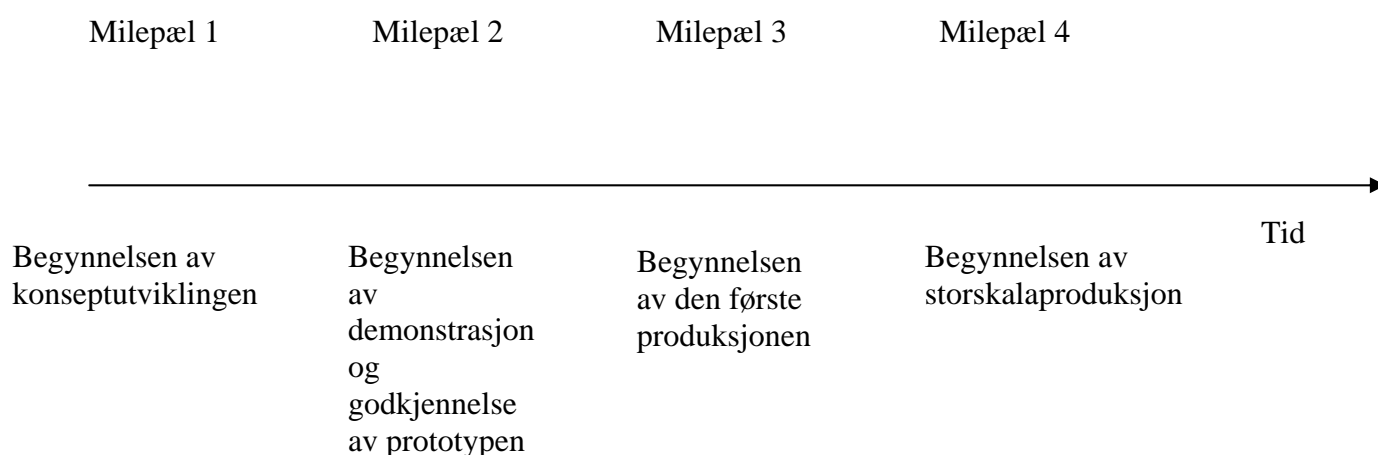 Milepæl 1
Milepæl 2
Milepæl 3
Milepæl 4
Tid
Begynnelsen av
konseptutviklingen
Begynnelsen
av
demonstrasjon
og
godkjennelse
av prototypen
Begynnelsen
av den første
produksjonen
Begynnelsen av
storskalaproduksjon